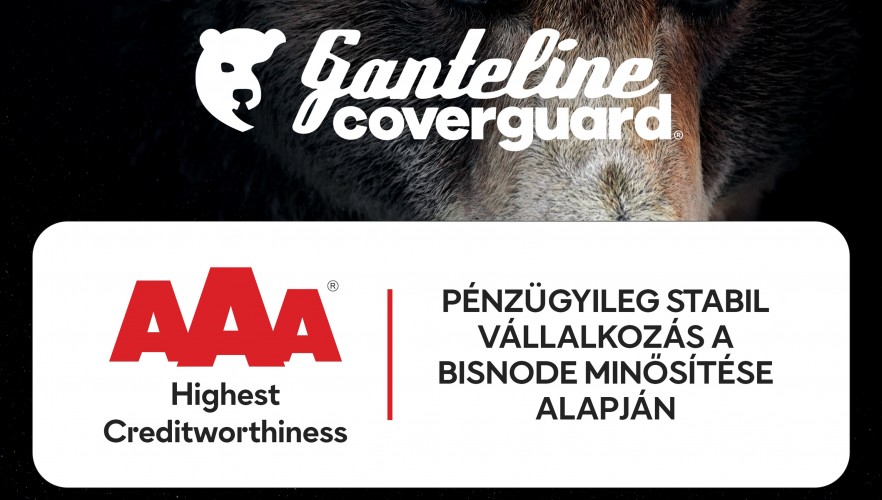 Ganteline
coverguard®
AAA®
Highest
Creditworthiness
PÉNZÜGYILEG STABIL
VÁLLALKOZÁS A
BISNODE MINŐSÍTÉSE
ALAPJÁN